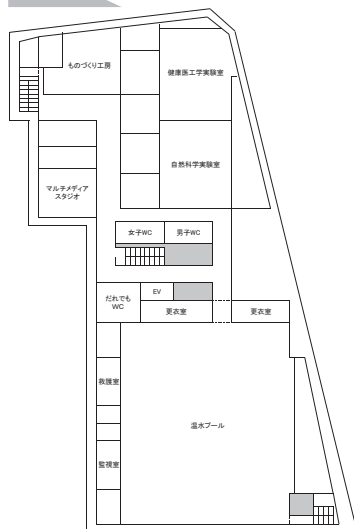 ものづくり工房
健康医工学実験室
自然科学実験室
マルチメディア
スタジオ
女子WC
男子WC
だれでも
WC
EV
更衣室
更衣室
救護室
温水プール
監視室